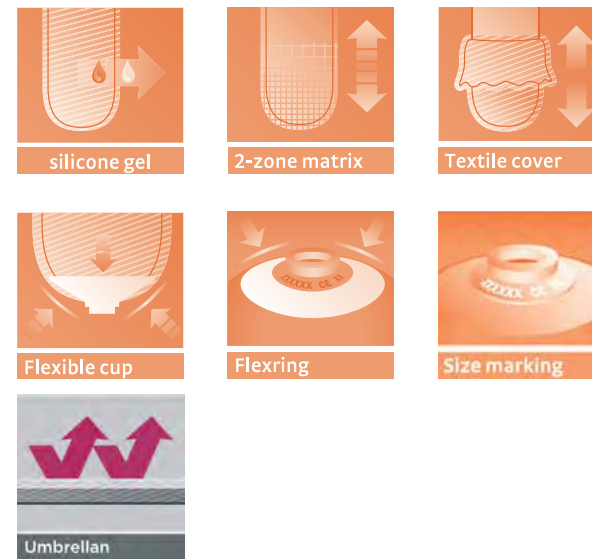 silicone gel
2-zone matrix
Textile cover
Flexible cup
Flexring
Size marking
Umbrellan